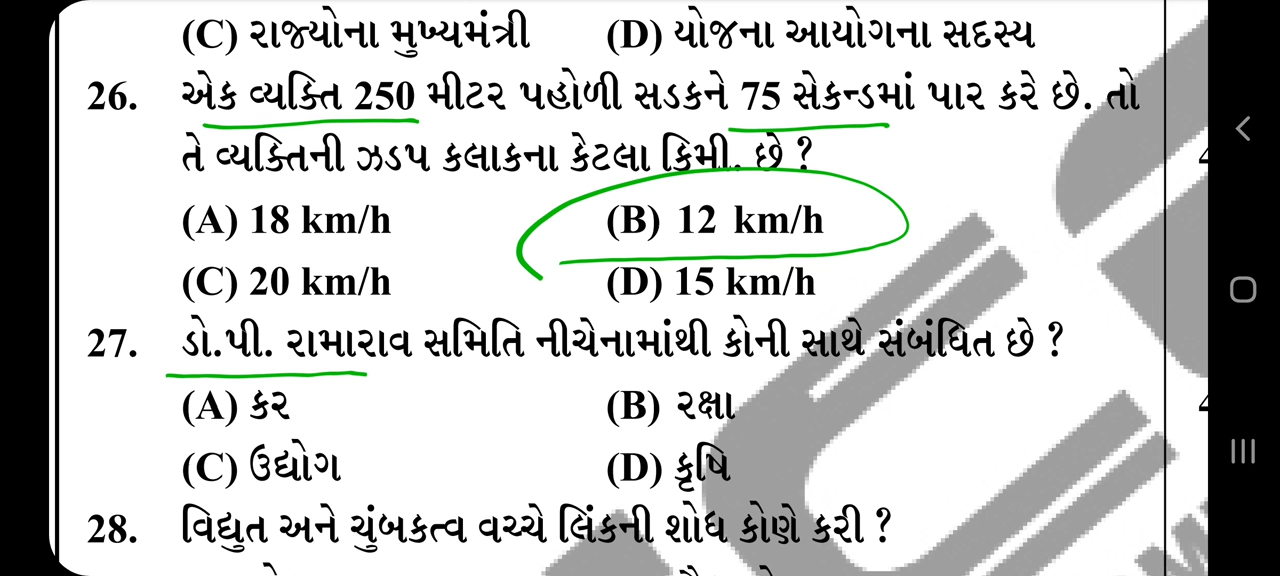 (C) રાજ્યોના મુખ્યમંત્રી (D) યોજના આયોગના સદસ્ય
26. એક વ્યક્તિ 250 મીટર પહોળી સડકને 75 સેકન્ડમાં પાર કરે છે. તો
તે વ્યક્તિની ઝડપ કલાકના કેટલા કિમી. છે ?
(A) 18 km/h (B) 12 km/h
(C) 20 km/h (D) 15 km/h
27. ડો.પી. રામારાવ સમિતિ નીચેનામાંથી કોની સાથે સંબંધિત છે ?
(A) કર (B) રક્ષા
(C) ઉદ્યોગ (D) કૃષિ
28. વિદ્યુત અને ચુંબકત્વ વચ્ચે લિંકની શોધ કોણે કરી ?